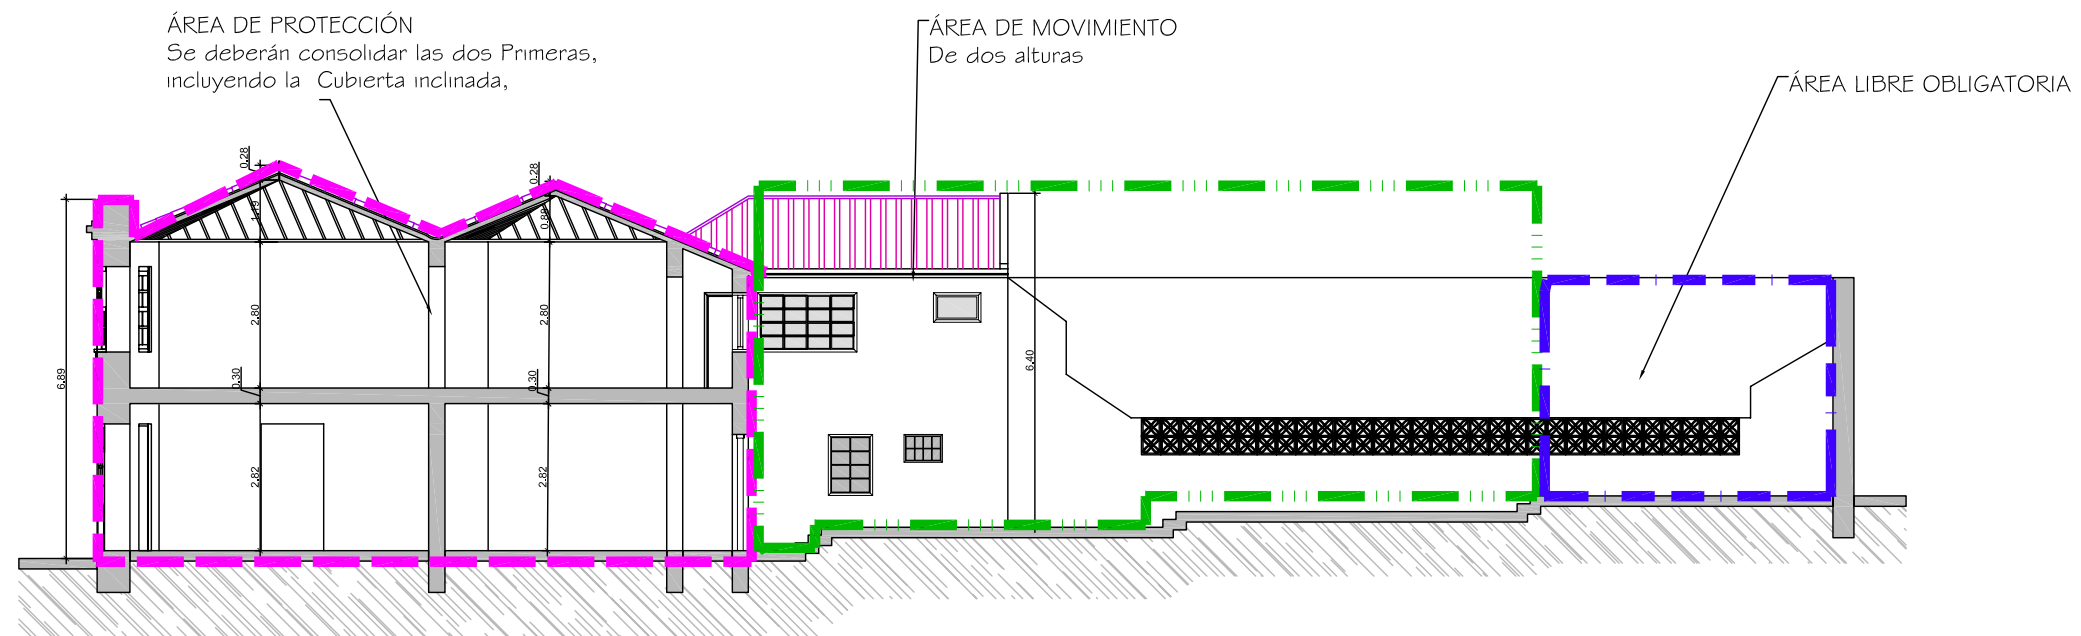 ÁREA DE PROTECCIÓN
Se deberán consolidar las dos Primeras,
incluyendo la Cubierta inclinada,
ÁREA DE MOVIMIENTO
De dos alturas
ÁREA LIBRE OBLIGATORIA
0.28
0.28
1.19
0.89
2.80
2.80
6.89
0.30
0.30
6.40
2.82
2.82